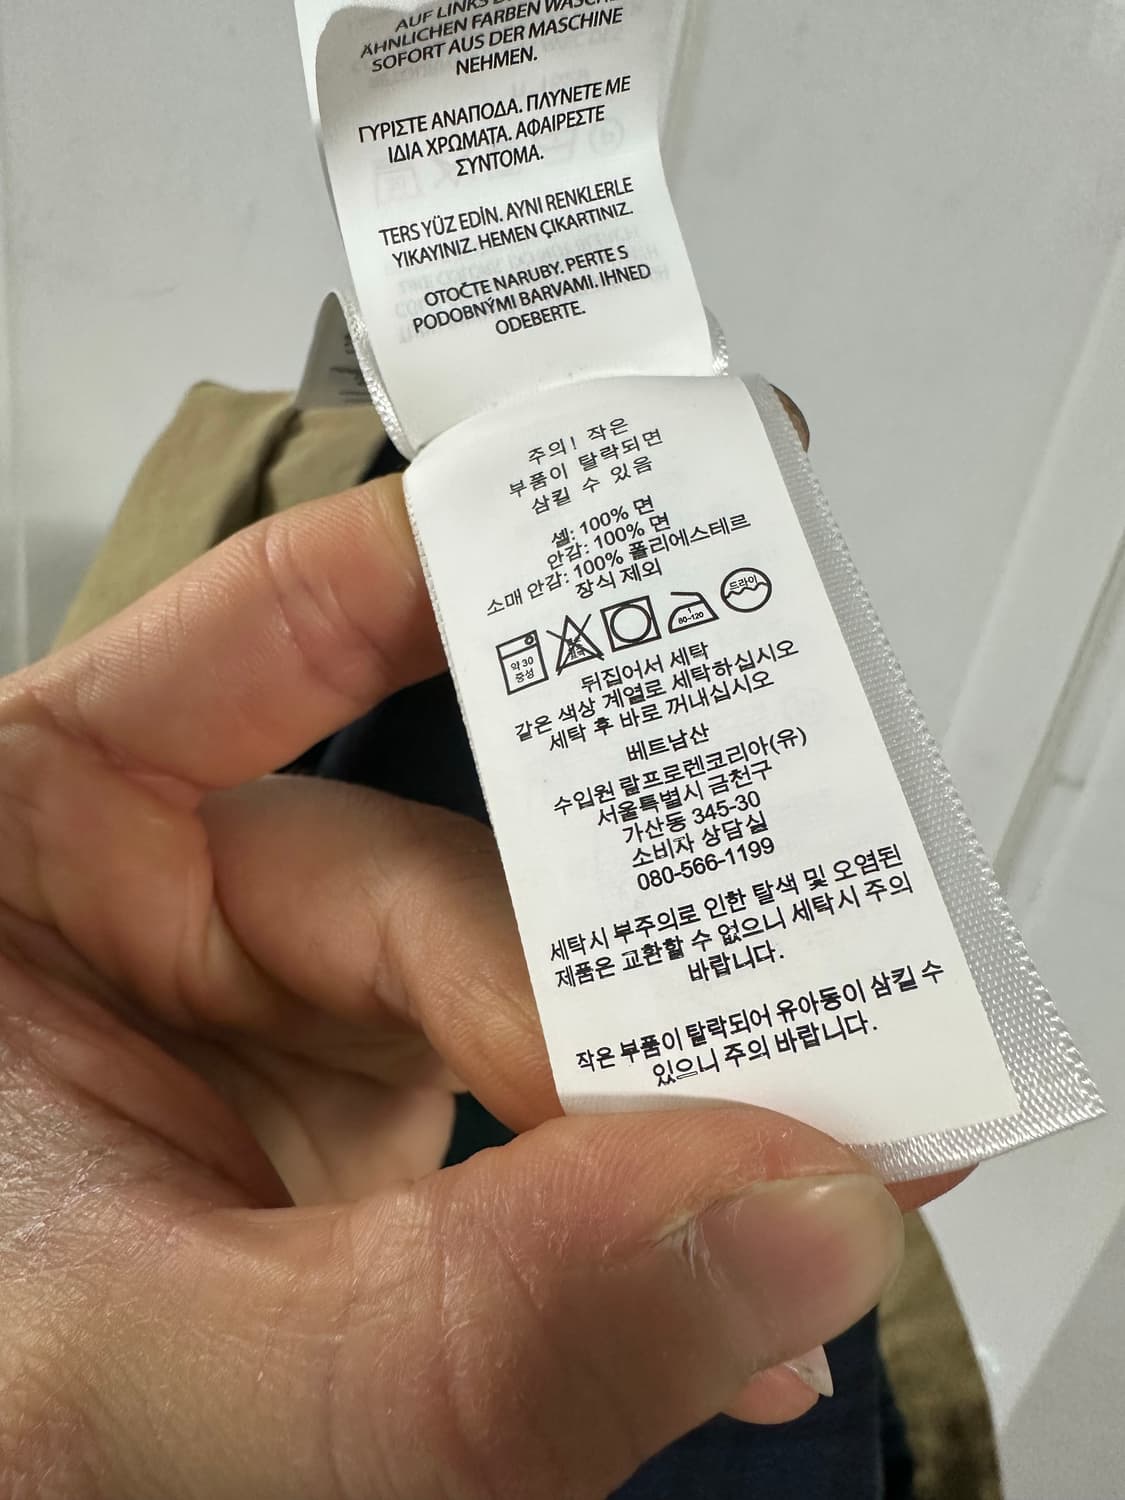 AUF LINKS
ÄHNLICHEN FARBEN
SOFORT AUS DER MASCHINE
NEHMEN.
ΓΥΡΙΣΤΕ ΑΝΑΠΟΔΑ. ΠΛΥΝΕΤΕ ΜΕ
ΙΔΙΑ ΧΡΩΜΑΤΑ. ΑΦΑΙΡΕΣΤΕ
ΣΥΝΤΟΜΑ.
TERS YÜZ EDİN. AYNI RENKLERLE
YIKAYINIZ. HEMEN ÇIKARTINIZ.
OTOČTE NARUBY. PERTE S
PODOBNÝMI BARVAMI. IHNED
ODEBERTE.
주의! 작은
부품이 탈락되면
삼킬 수 있음
셸: 100% 면
안감: 100% 면
소매 안감: 100% 폴리에스테르
장식 제외
약 30
중성
1
80~120
드라이
뒤집어서 세탁
같은 색상 계열로 세탁하십시오
세탁 후 바로 꺼내십시오
베트남산
수입원 랄프로렌코리아(유)
서울특별시 금천구
가산동 345-30
소비자 상담실
080-566-1199
세탁시 부주의로 인한 탈색 및 오염된
제품은 교환할 수 없으니 세탁시 주의
바랍니다.
작은 부품이 탈락되어 유아동이 삼킬 수
있으니 주의 바랍니다.